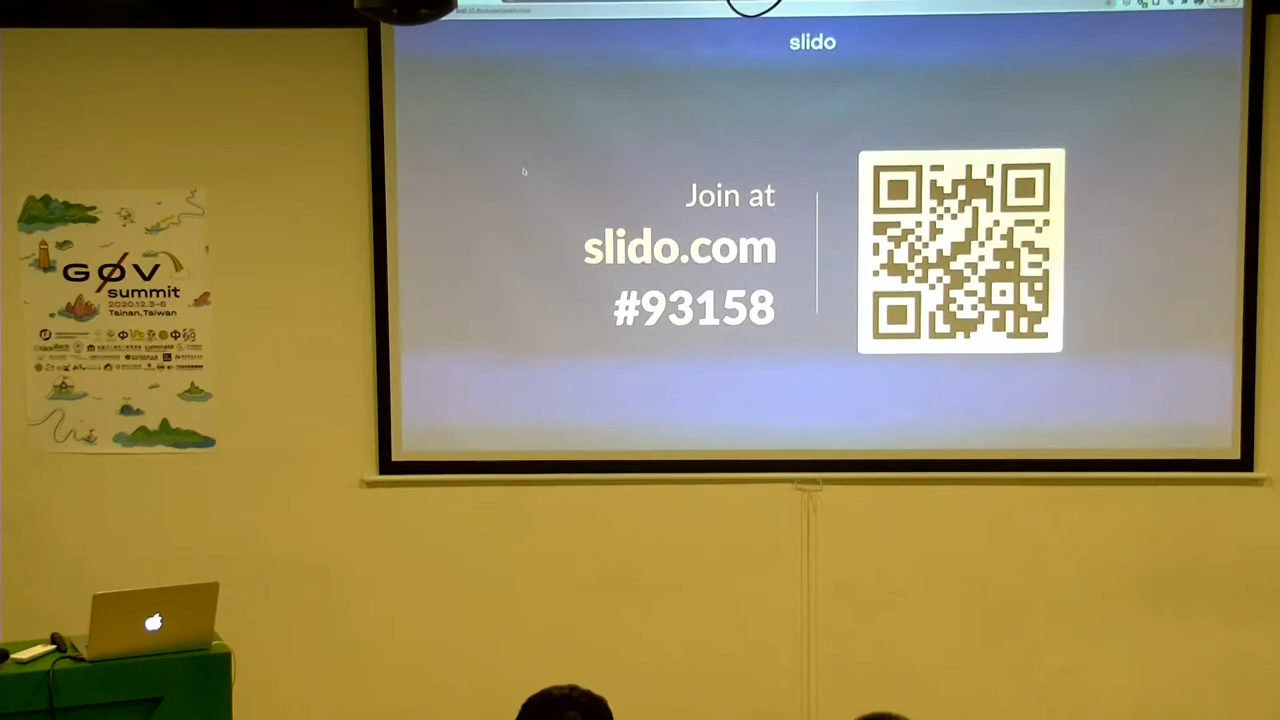 slido
Join at
slido.com
#93158
GØV
summit
2020.12.3-6
Tainan, Taiwan